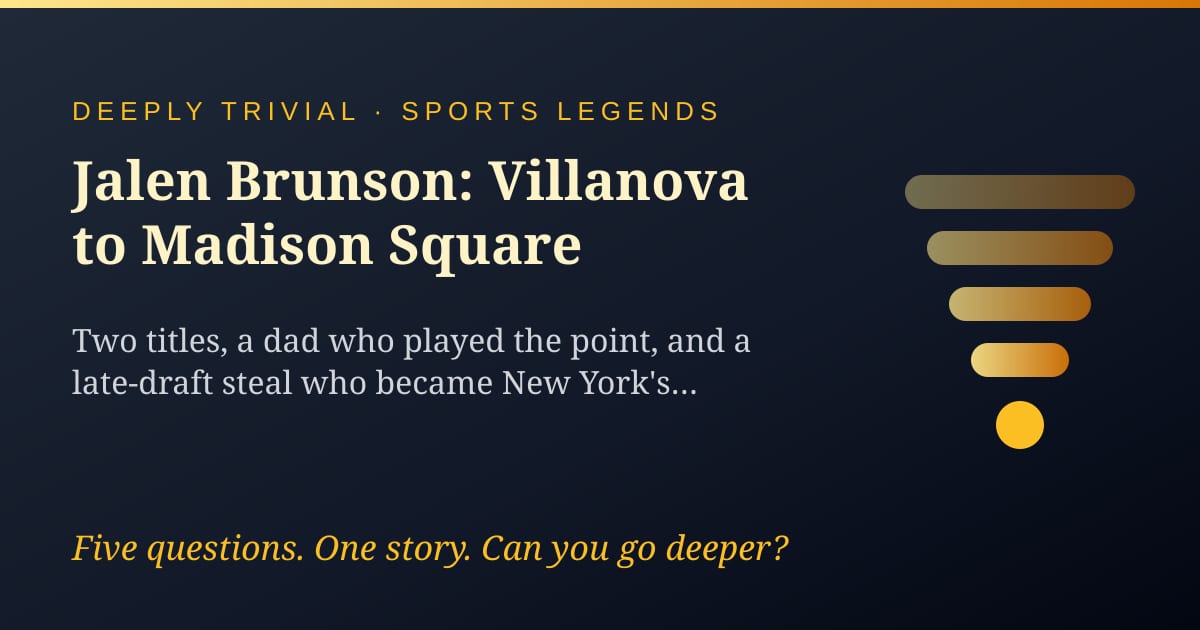 DEEPLY TRIVIAL · SPORTS LEGENDS
Jalen Brunson: Villanova
to Madison Square
Two titles, a dad who played the point, and a
late-draft steal who became New York's...
Five questions. One story. Can you go deeper?